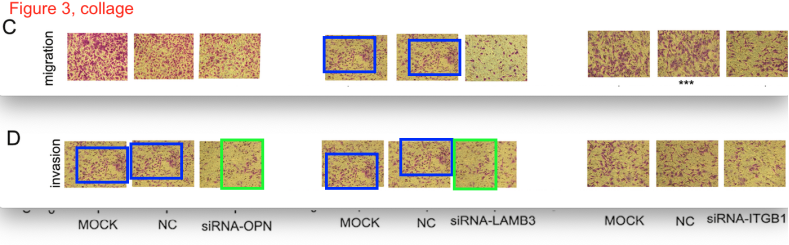 Figure 3, collage
C
migration
***
D
invasion
MOCK NC siRNA-OPN MOCK NC siRNA-LAMB3 MOCK NC siRNA-ITGB1